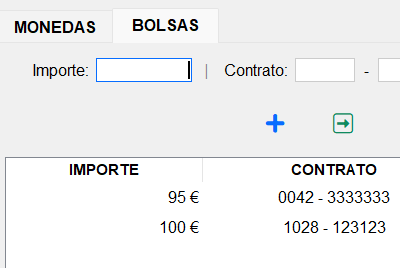 MONEDAS BOLSAS
Importe: | Contrato: -
IMPORTE CONTRATO
95 € 0042 - 3333333
100 € 1028 - 123123